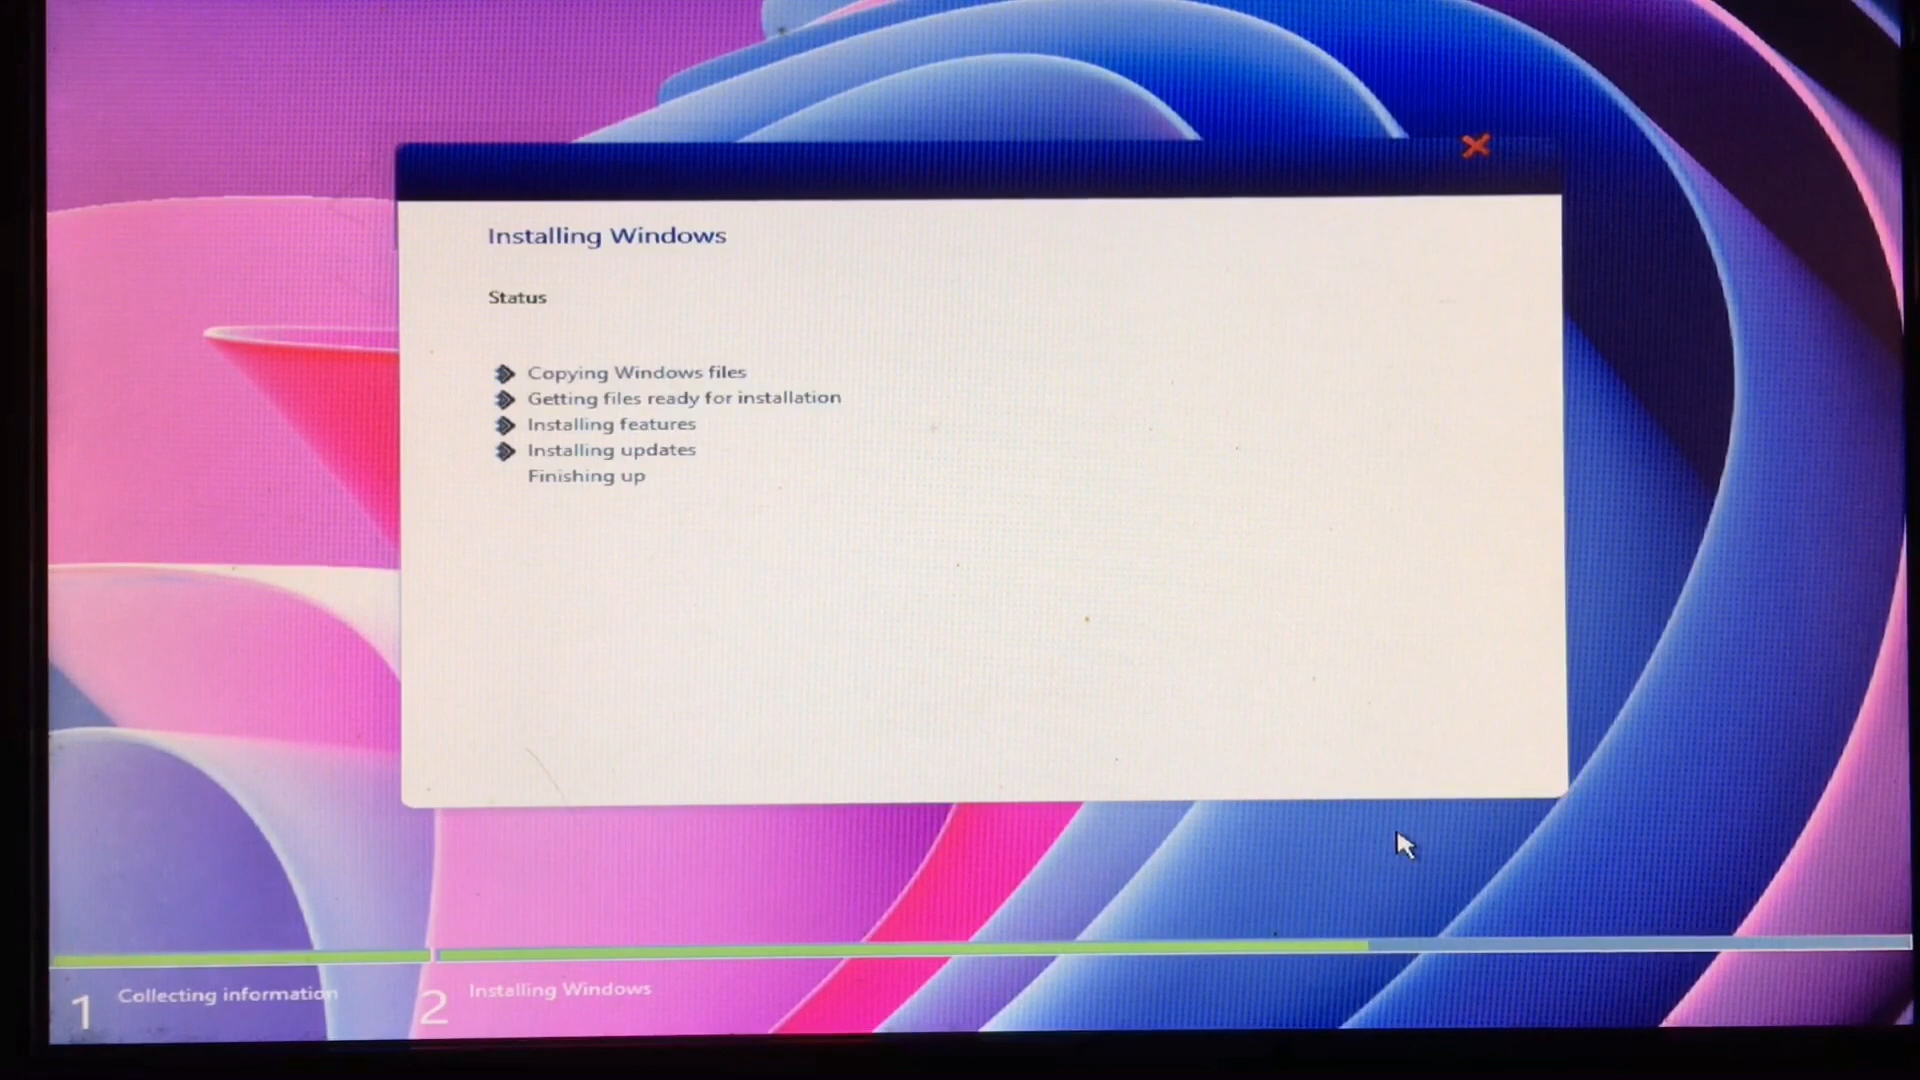 Installing Windows
Status
Copying Windows files
Getting files ready for installation
Installing features
Installing updates
Finishing up
1 Collecting information
2 Installing Windows